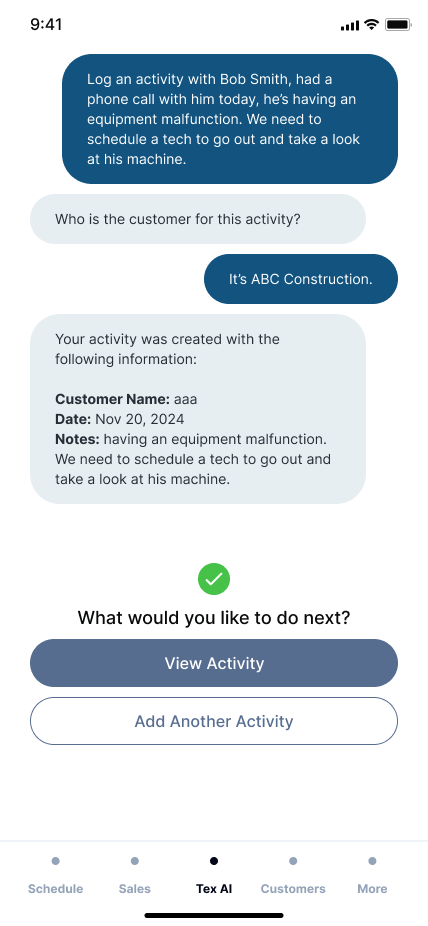 9:41
Log an activity with Bob Smith, had a
phone call with him today, he’s having an
equipment malfunction. We need to
schedule a tech to go out and take a look
at his machine.
Who is the customer for this activity?
It’s ABC Construction.
Your activity was created with the
following information:
Customer Name: aaa
Date: Nov 20, 2024
Notes: having an equipment malfunction.
We need to schedule a tech to go out and
take a look at his machine.
What would you like to do next?
View Activity
Add Another Activity
Schedule Sales Tex AI Customers More